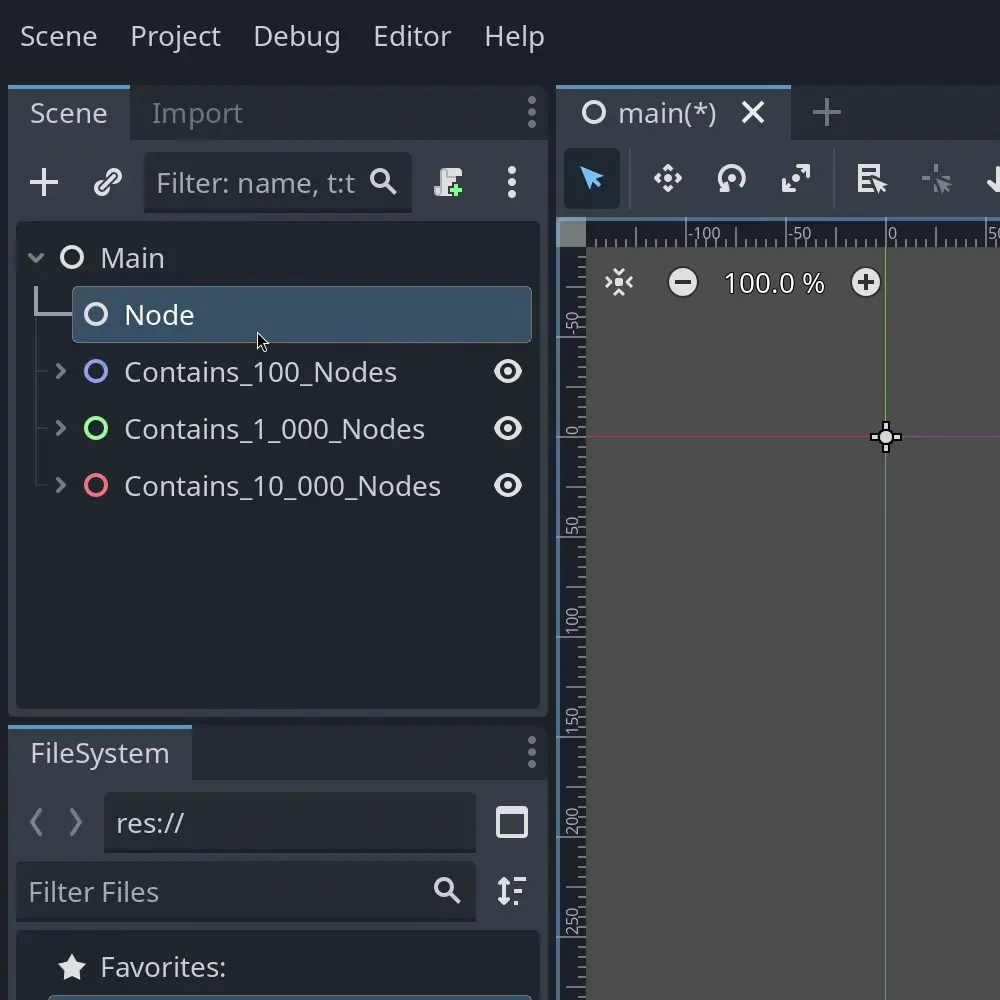 Scene Project Debug Editor Help
Scene Import
main(*)
Filter: name, t:t
-100 -50 0 50
Main
100.0 %
Node
Contains_100_Nodes
Contains_1_000_Nodes
Contains_10_000_Nodes
-50
0
50
100
150
200
250
FileSystem
res://
Filter Files
Favorites: